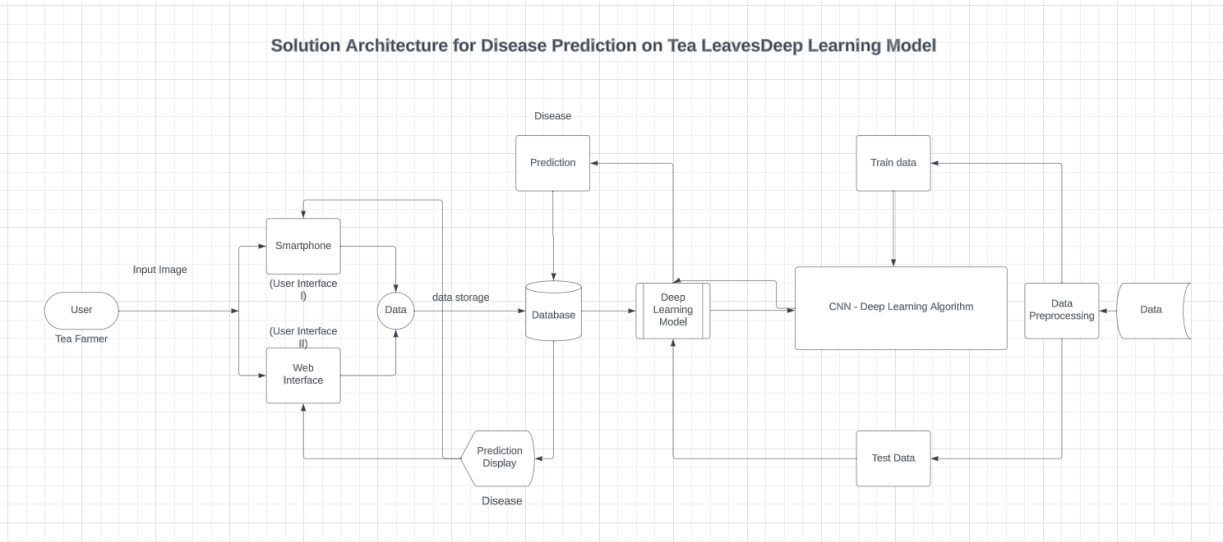 Solution Architecture for Disease Prediction on Tea LeavesDeep Learning Model
Disease
Prediction
Train data
Smartphone
Input Image
(User Interface
I)
User
Tea Farmer
Data
data storage
Database
Deep
Learning
Model
CNN - Deep Learning Algorithm
Data
Preprocessing
Data
(User Interface
II)
Web
Interface
Prediction
Display
Disease
Test Data